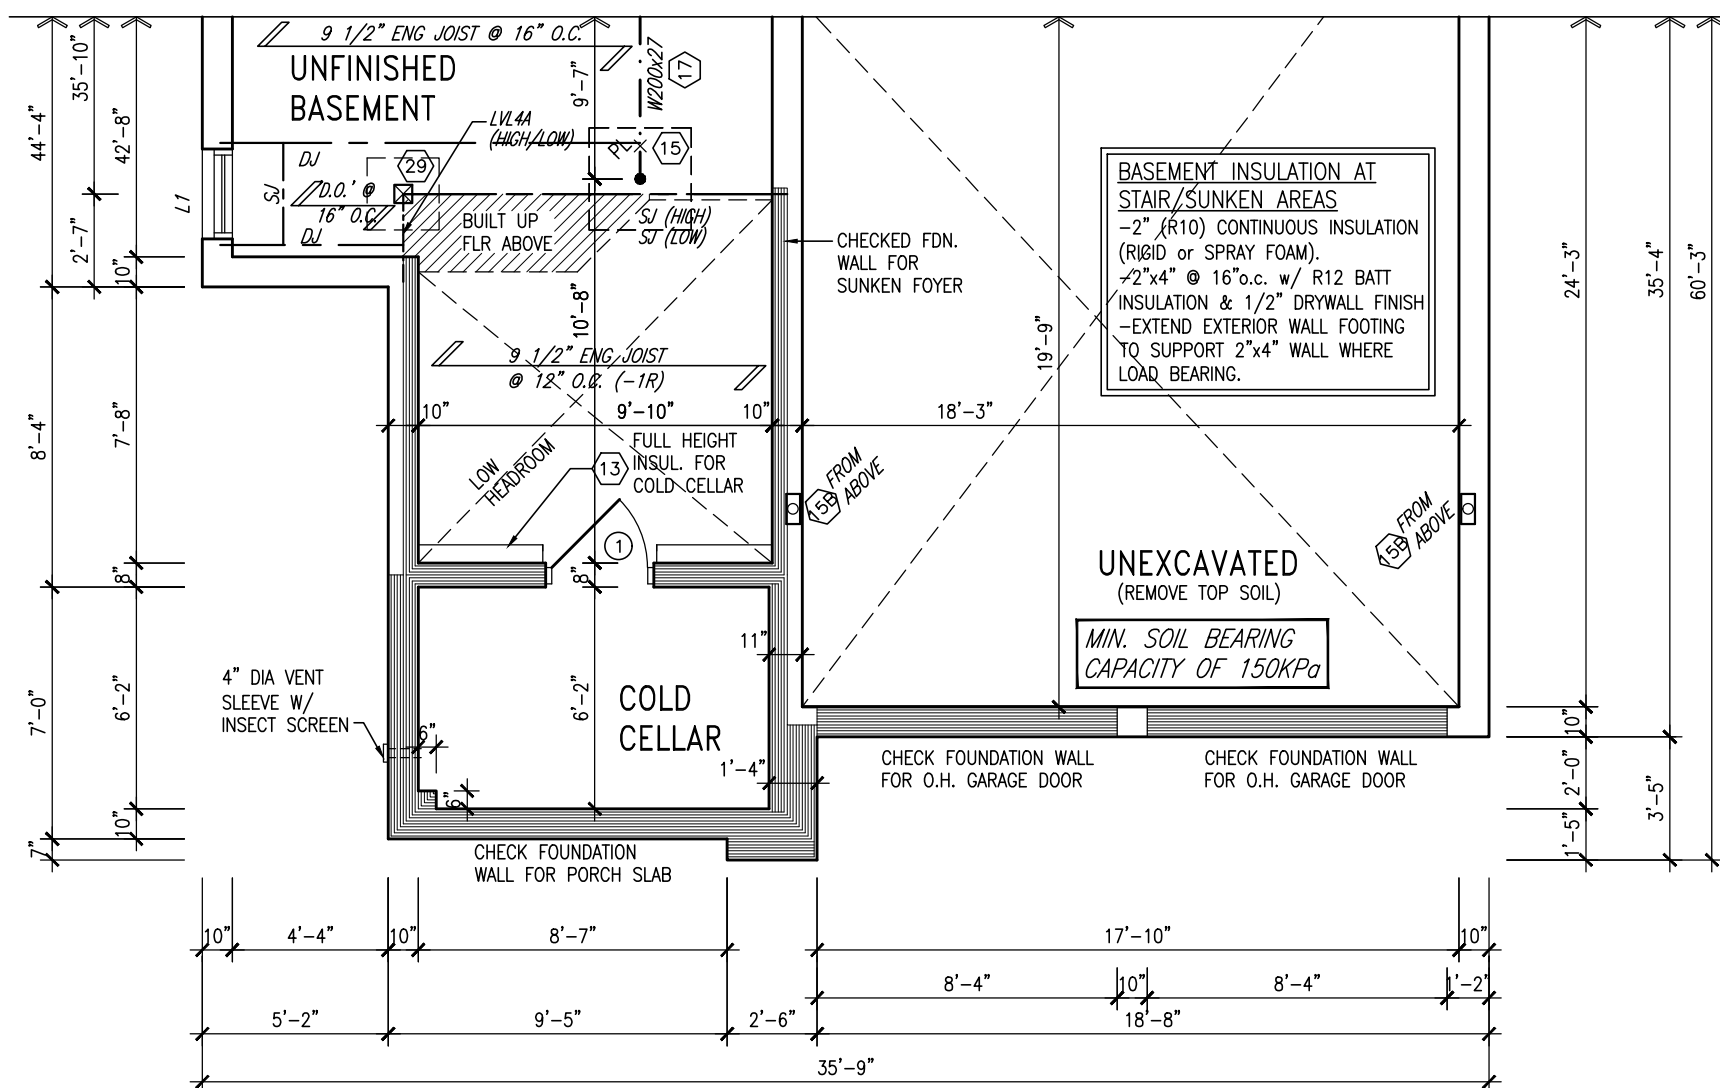 9 1/2" ENG JOIST @ 16" O.C.
UNFINISHED
BASEMENT
9'-7"
W200x27
17
LVL4A
(HIGH/LOW)
PL
15
29
DJ
SJ
D.O.' @
16" O.C.
DJ
L1
BUILT UP
FLR ABOVE
SJ (HIGH)
SJ (LOW)
CHECKED FDN.
WALL FOR
SUNKEN FOYER
BASEMENT INSULATION AT
STAIR/SUNKEN AREAS
-2" (R10) CONTINUOUS INSULATION
(RIGID or SPRAY FOAM).
-2"x4" @ 16"o.c. w/ R12 BATT
INSULATION & 1/2" DRYWALL FINISH
-EXTEND EXTERIOR WALL FOOTING
TO SUPPORT 2"x4" WALL WHERE
LOAD BEARING.
44'-4"
35'-10"
42'-8"
2'-7"
10"
8'-4"
7'-8"
8"
7'-0"
6'-2"
10"
7"
10'-8"
9 1/2" ENG JOIST
@ 12" O.C. (-1R)
10"
9'-10"
10"
18'-3"
19'-9"
LOW
HEADROOM
13
FULL HEIGHT
INSUL. FOR
COLD CELLAR
1
8"
15B
FROM
ABOVE
15B
FROM
ABOVE
UNEXCAVATED
(REMOVE TOP SOIL)
MIN. SOIL BEARING
CAPACITY OF 150KPa
11"
4" DIA VENT
SLEEVE W/
INSECT SCREEN
6"
6"
6'-2"
COLD
CELLAR
1'-4"
CHECK FOUNDATION WALL
FOR O.H. GARAGE DOOR
CHECK FOUNDATION WALL
FOR O.H. GARAGE DOOR
CHECK FOUNDATION
WALL FOR PORCH SLAB
24'-3"
35'-4"
60'-3"
10"
2'-0"
3'-5"
1'-5"
10"
4'-4"
10"
8'-7"
17'-10"
10"
8'-4"
10"
8'-4"
1'-2"
5'-2"
9'-5"
2'-6"
18'-8"
35'-9"